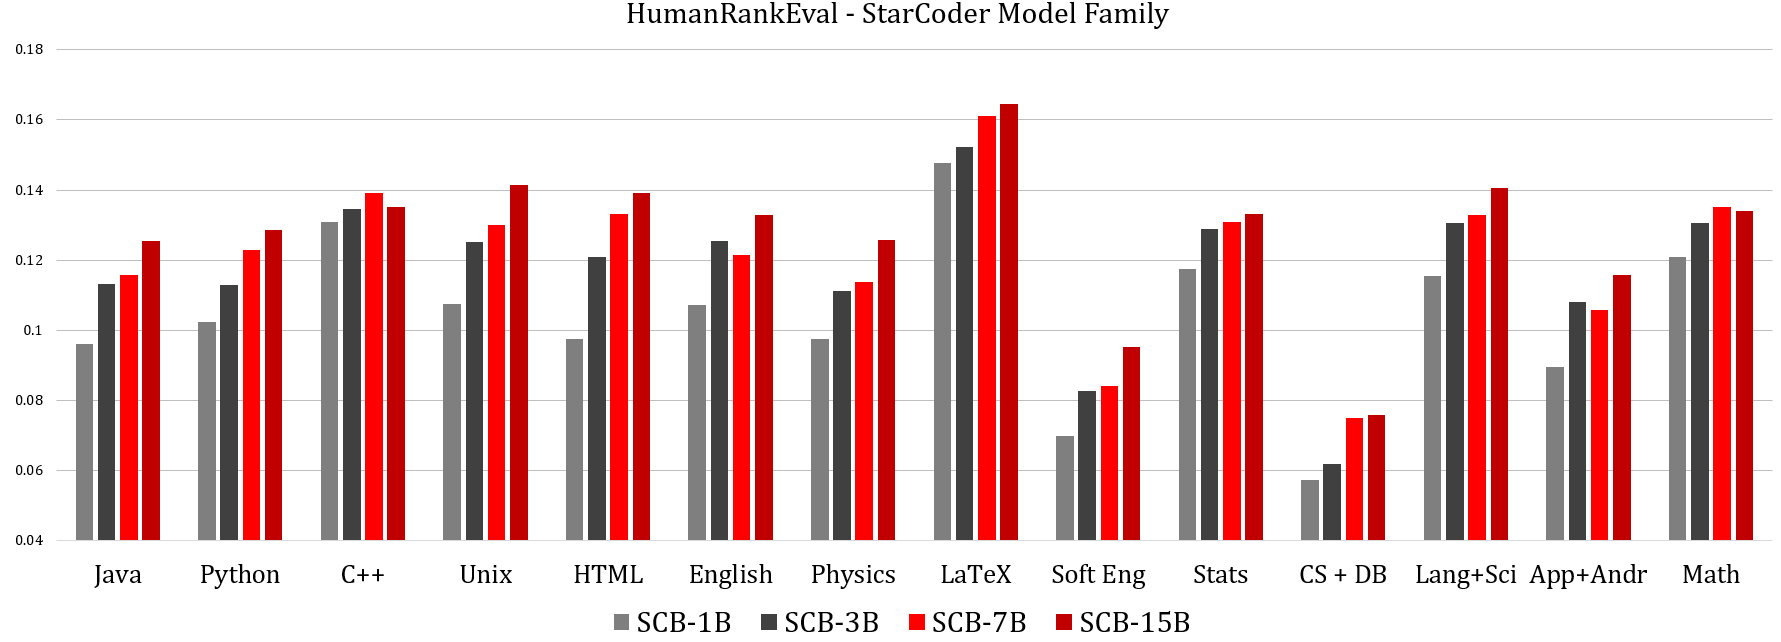 HumanRankEval - StarCoder Model Family
0.18
0.16
0.14
0.12
0.1
0.08
0.06
0.04
Java Python C++ Unix HTML English Physics LaTeX Soft Eng Stats CS + DB Lang+Sci App+Andr Math
SCB-1B SCB-3B SCB-7B SCB-15B